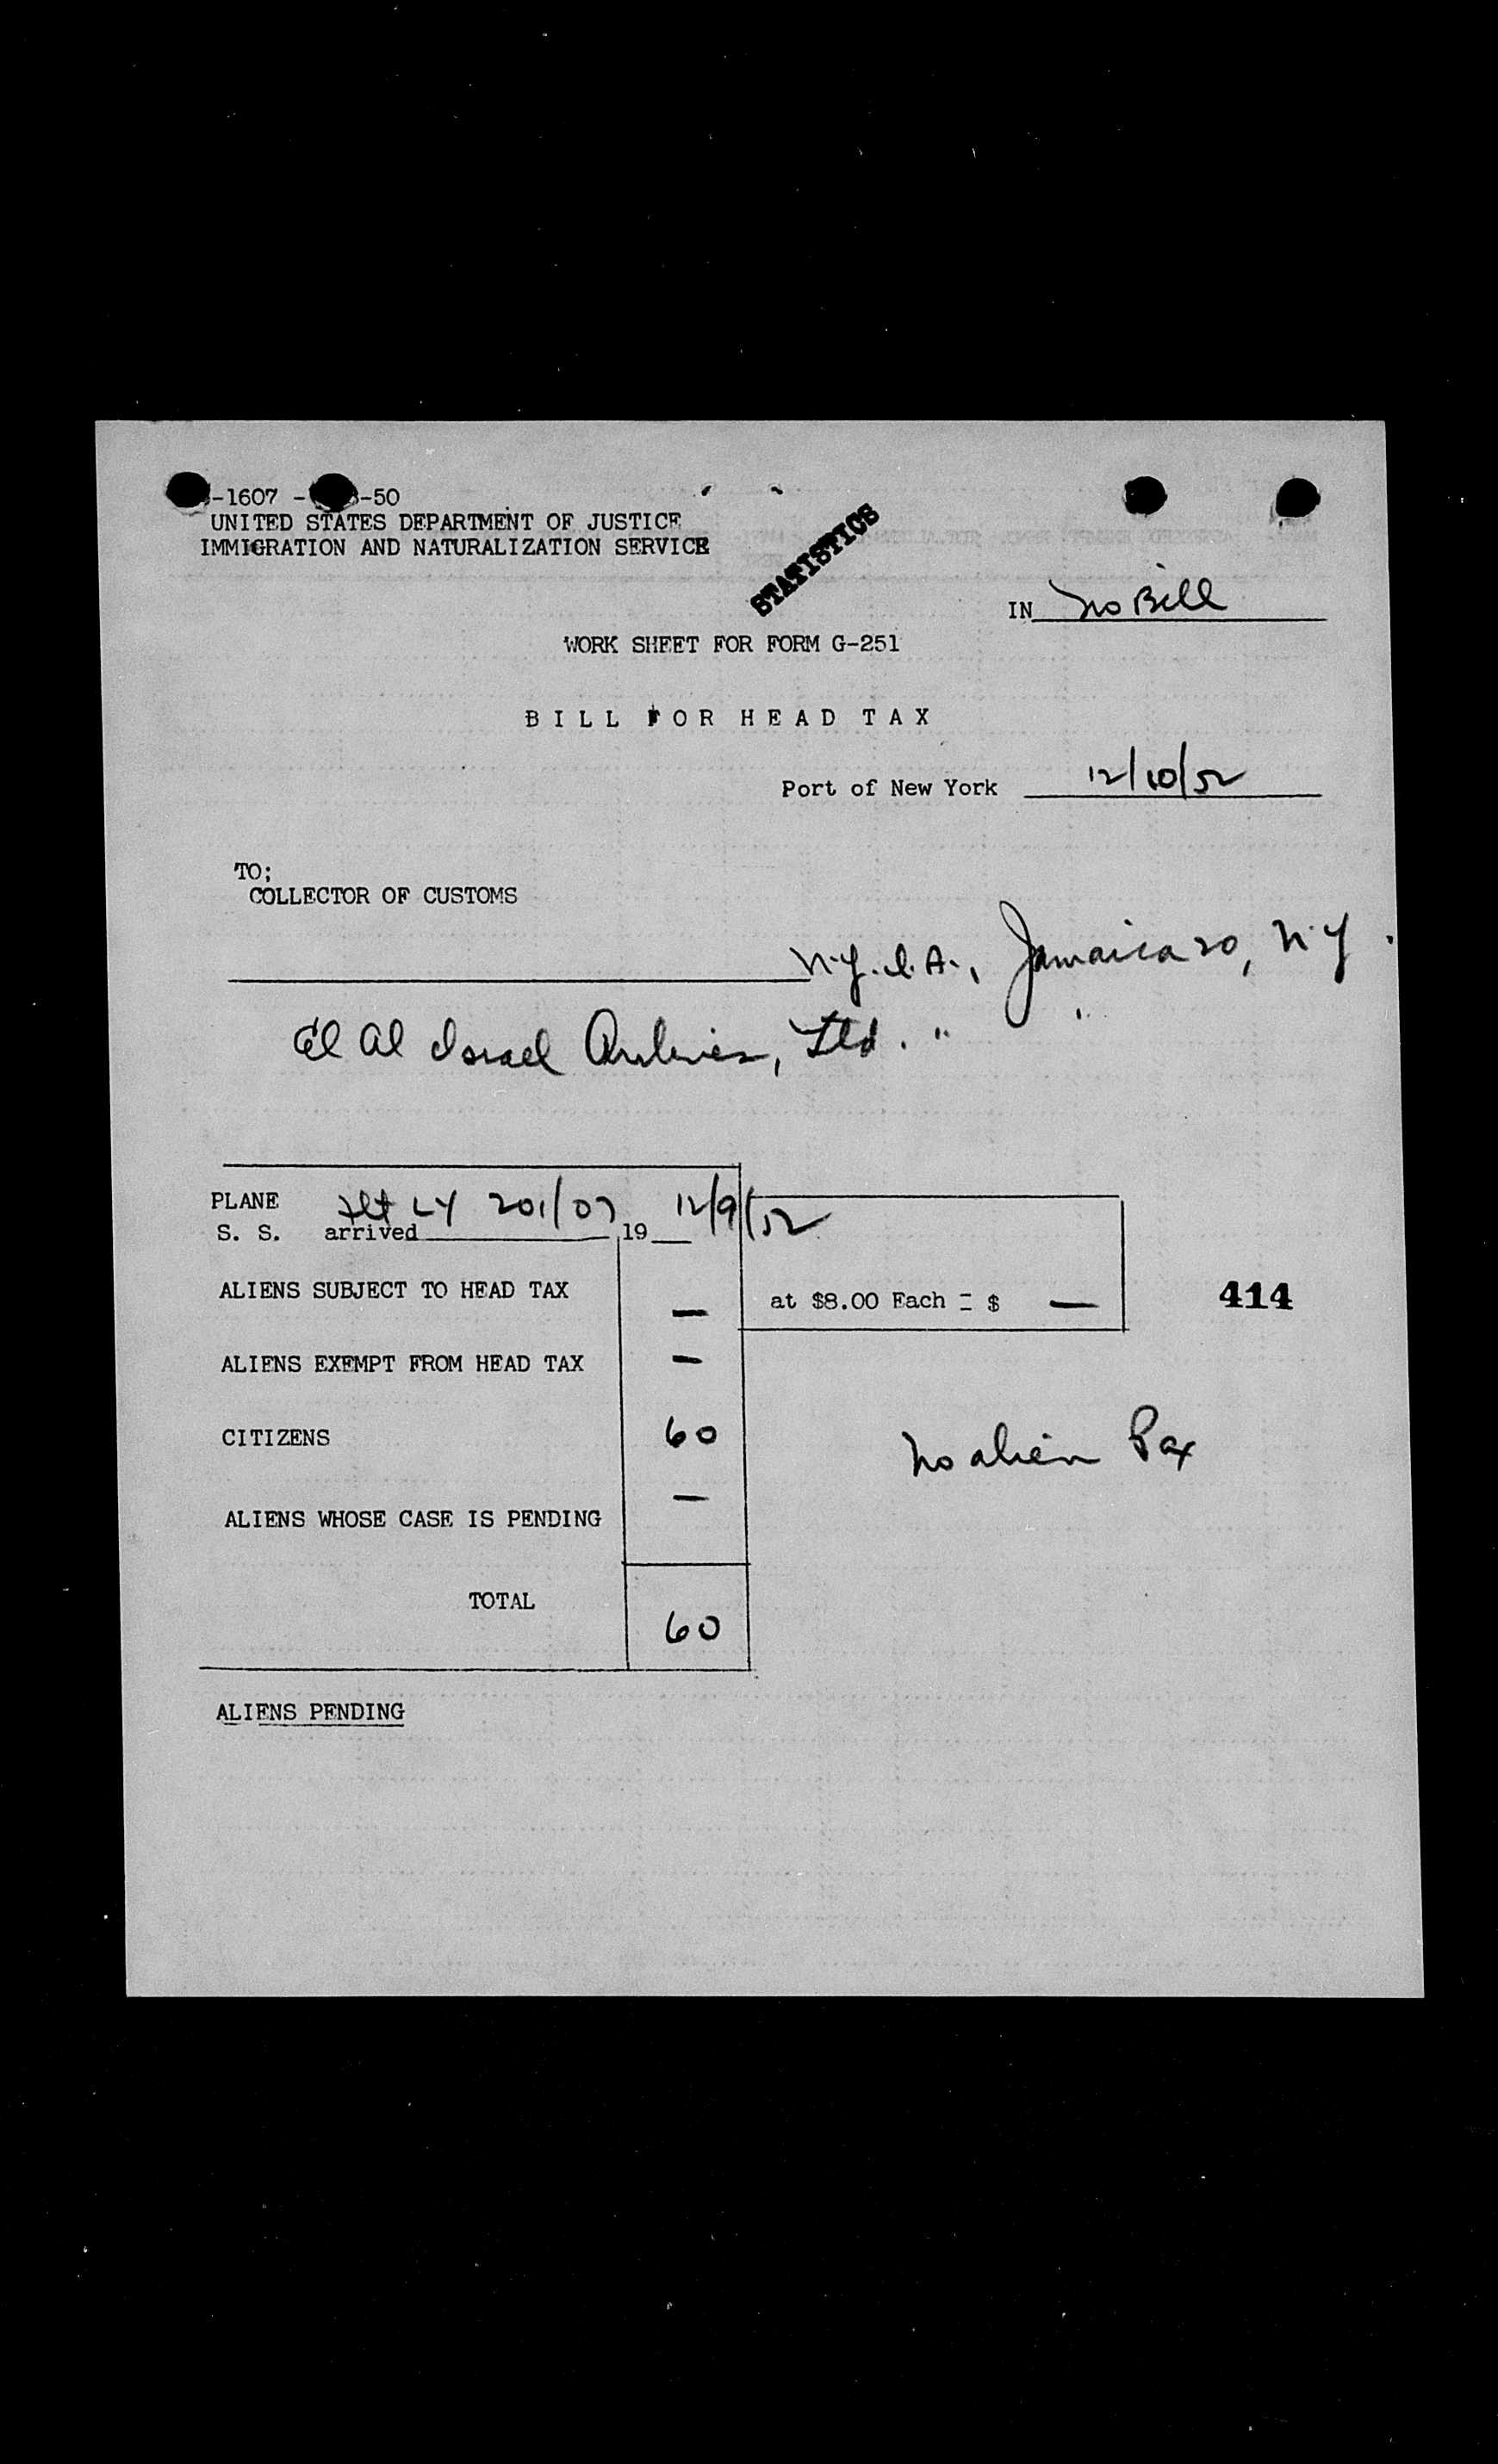 -1607 - -50
UNITED STATES DEPARTMENT OF JUSTICE
IMMIGRATION AND NATURALIZATION SERVICE
STATISTICS
IN No Bill
WORK SHEET FOR FORM G-251
BILL FOR HEAD TAX
Port of New York 12/10/52
TO;
COLLECTOR OF CUSTOMS
N.Y.I.A., Jamaica 20, N.Y.
El Al Israel Airlines, Ltd. " "
PLANE Flt LY 201/07 12/9/52
S. S. arrived 19
ALIENS SUBJECT TO HEAD TAX — at $8.00 Each = $ — 414
ALIENS EXEMPT FROM HEAD TAX —
CITIZENS 60 No alien Pax
ALIENS WHOSE CASE IS PENDING —
TOTAL 60
ALIENS PENDING